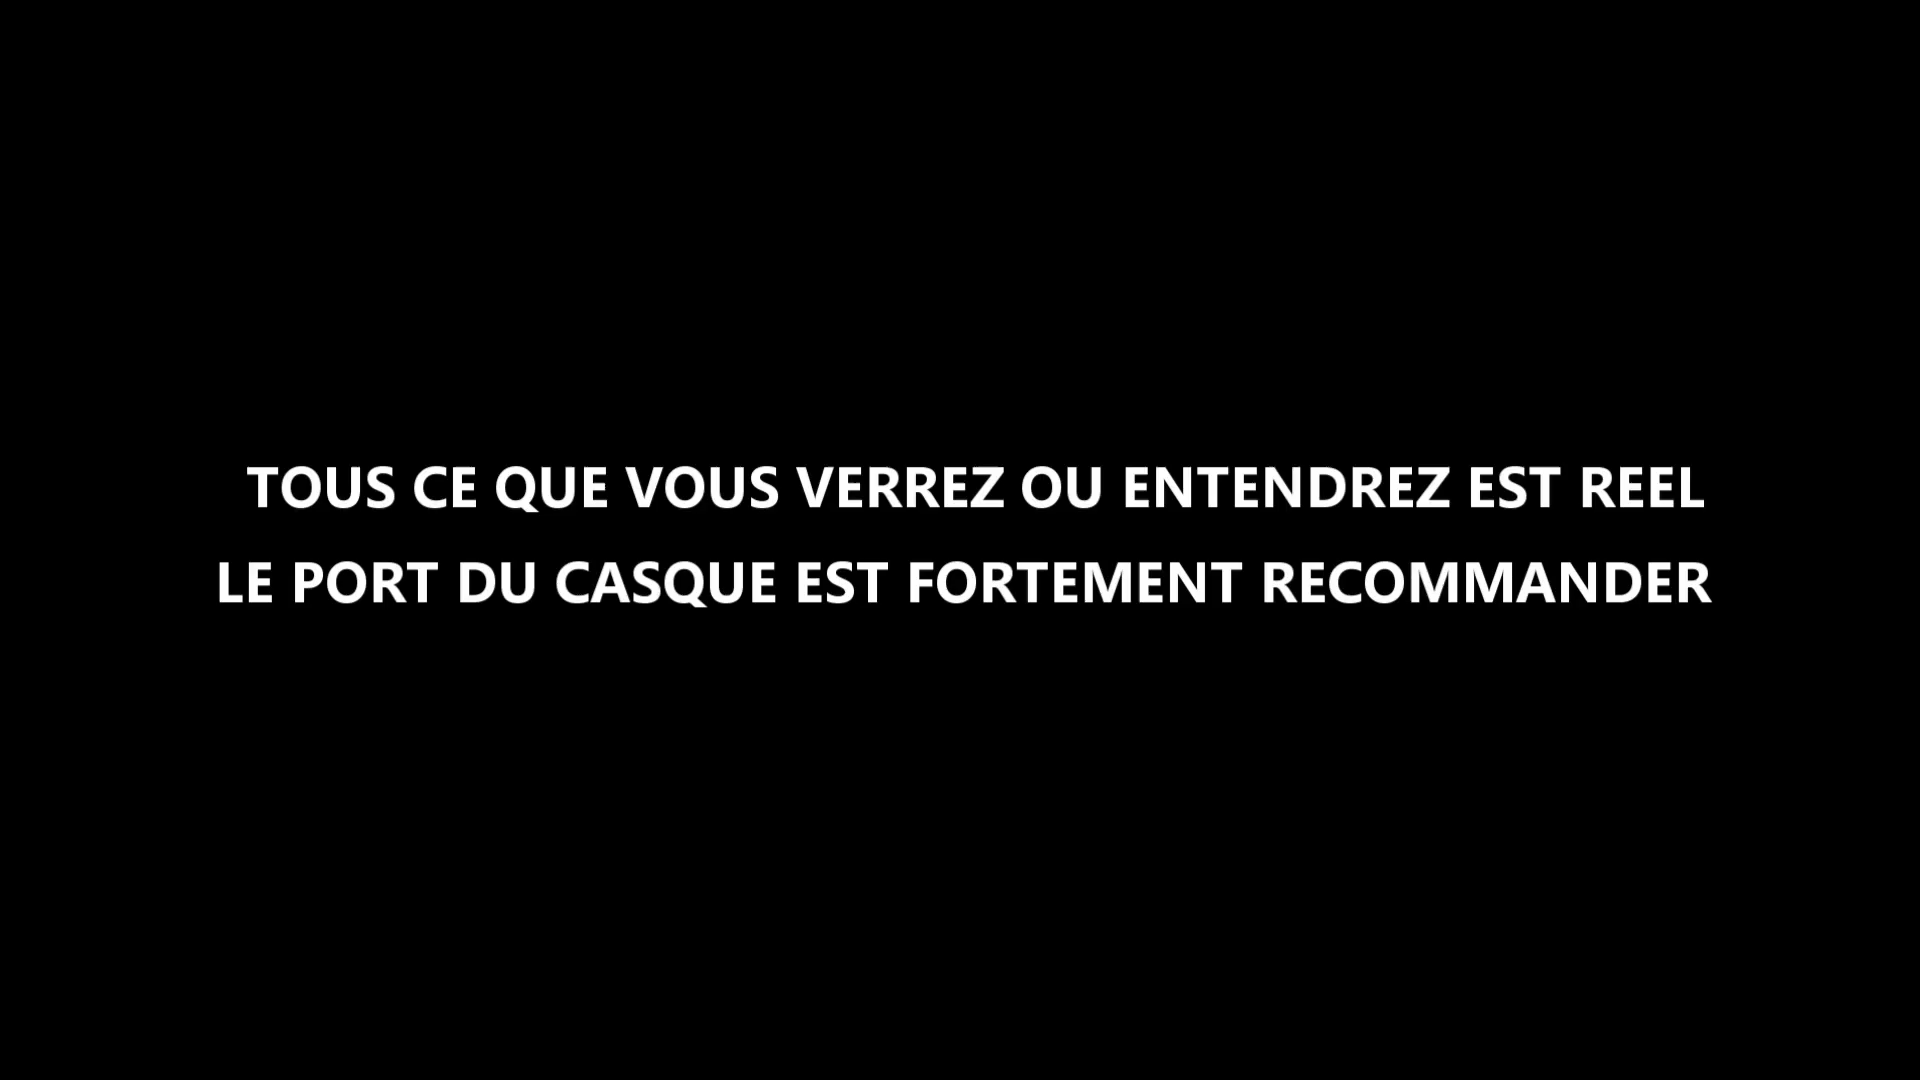 TOUS CE QUE VOUS VERREZ OU ENTENDREZ EST REEL
LE PORT DU CASQUE EST FORTEMENT RECOMMANDER